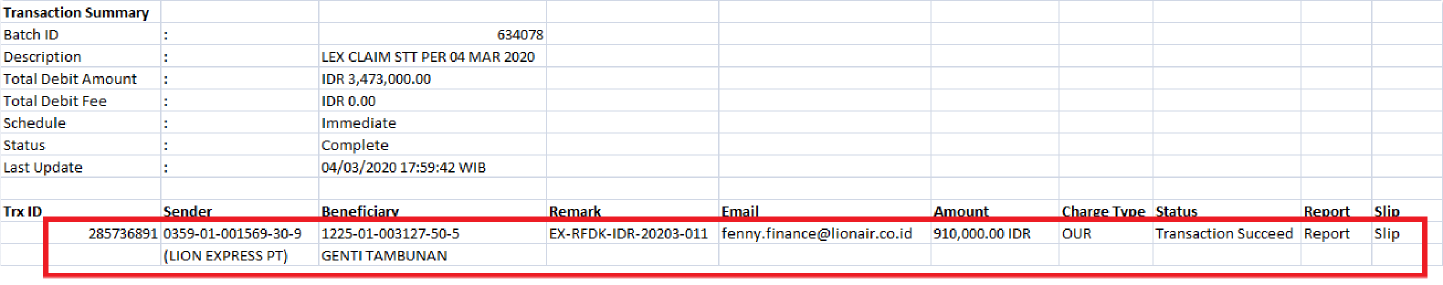 Transaction Summary
Batch ID : 634078
Description : LEX CLAIM STT PER 04 MAR 2020
Total Debit Amount : IDR 3,473,000.00
Total Debit Fee : IDR 0.00
Schedule : Immediate
Status : Complete
Last Update : 04/03/2020 17:59:42 WIB
Trx ID Sender Beneficiary Remark Email Amount Charge Type Status Report Slip
285736891 0359-01-001569-30-9 1225-01-003127-50-5 EX-RFDK-IDR-20203-011 fenny.finance@lionair.co.id 910,000.00 IDR OUR Transaction Succeed Report Slip
(LION EXPRESS PT) GENTI TAMBUNAN